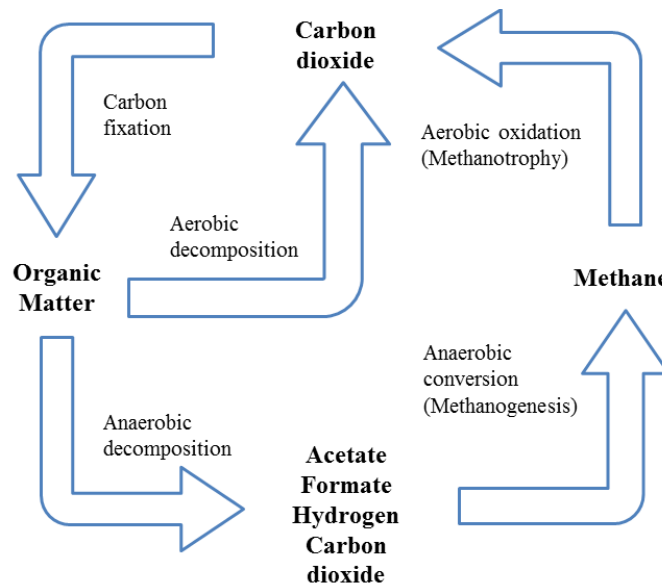 Carbon
dioxide
Carbon
fixation
Aerobic oxidation
(Methanotrophy)
Aerobic
decomposition
Organic
Matter
Methane
Anaerobic
conversion
(Methanogenesis)
Anaerobic
decomposition
Acetate
Formate
Hydrogen
Carbon
dioxide